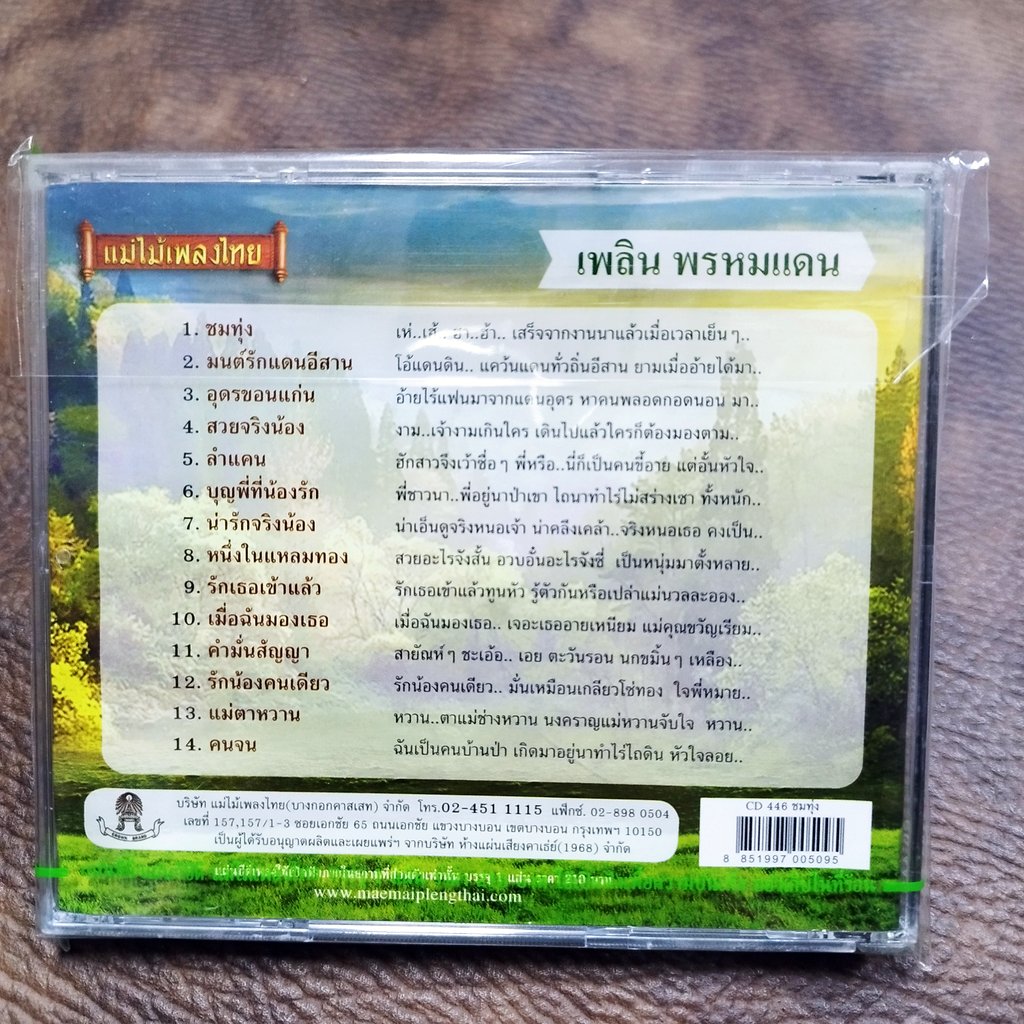 แม่ไม้เพลงไทย
เพลิน พรหมแดน
1. ชมทุ่ง เห่..เฮ้..ฮา..ฮ้า.. เสร็จจากงานนาแล้วเมื่อเวลาเย็นๆ..
2. มนต์รักแดนอีสาน โอ้แดนดิน.. แคว้นแดนทั่วถิ่นอีสาน ยามเมื่ออ้ายได้มา..
3. อุดรขอนแก่น อ้ายไร้แฟนมาจากแดนอุดร หาคนพลอดกอดนอน มา..
4. สวยจริงน้อง งาม..เจ้างามเกินใคร เดินไปแล้วใครก็ต้องมองตาม..
5. ลำแคน ฮักสาวจึงเว้าซื่อๆ พี่หรือ..นี่ก็เป็นคนขี้อาย แต่อั้นหัวใจ..
6. บุญพี่ที่น้องรัก พี่ชาวนา..พี่อยู่นาป่าเขา ไถนาทำไร่ไม่สร่างเซา ทั้งหนัก..
7. น่ารักจริงน้อง น่าเอ็นดูจริงหนอเจ้า น่าคลึงเคล้า..จริงหนอเธอ คงเป็น..
8. หนึ่งในแหลมทอง สวยอะไรจังสั้น อวบอั๋นอะไรจังซี่ เป็นหนุ่มมาตั้งหลาย..
9. รักเธอเข้าแล้ว รักเธอเข้าแล้วทูนหัว รู้ตัวกันหรือเปล่าแม่นวลละออง..
10. เมื่อฉันมองเธอ เมื่อฉันมองเธอ.. เจอะเธออายเหนียม แม่คุณขวัญเรียม..
11. คำมั่นสัญญา สายัณห์ๆ ชะเอ้อ.. เอย ตะวันรอน นกขมิ้นๆ เหลือง..
12. รักน้องคนเดียว รักน้องคนเดียว.. มั่นเหมือนเกลียวโซ่ทอง ใจพี่หมาย..
13. แม่ตาหวาน หวาน..ตาแม่ช่างหวาน นงคราญแม่หวานจับใจ หวาน..
14. คนจน ฉันเป็นคนบ้านป่า เกิดมาอยู่นาทำไร่ไถดิน หัวใจลอย..
บริษัท แม่ไม้เพลงไทย(บางกอกคาสเสท) จำกัด โทร.02-451 1115 แฟ็กซ์. 02-898 0504
เลขที่ 157,157/1-3 ซอยเอกชัย 65 ถนนเอกชัย แขวงบางบอน เขตบางบอน กรุงเทพฯ 10150
เป็นผู้ได้รับอนุญาตผลิตและเผยแพร่ฯ จากบริษัท ห้างแผ่นเสียงคาเธ่ย์(1968) จำกัด
CROWN BRAND
CD 446 ชมทุ่ง
8 851997 005095
www.maemaiplengthai.com